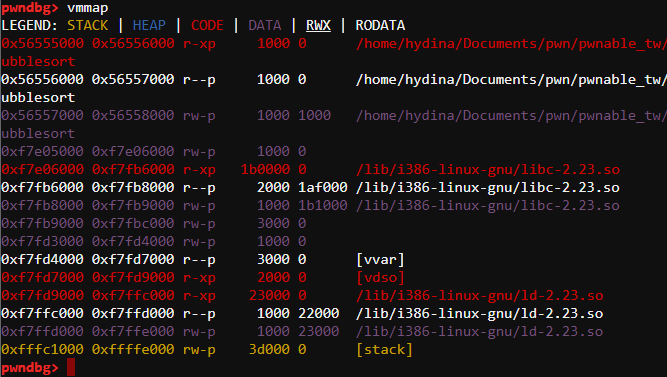 pwndbg> vmmap
LEGEND: STACK | HEAP | CODE | DATA | RWX | RODATA
0x56555000 0x56556000 r-xp     1000 0      /home/hydina/Documents/pwn/pwnable_tw/
ubblesort
0x56556000 0x56557000 r--p     1000 0      /home/hydina/Documents/pwn/pwnable_tw/
ubblesort
0x56557000 0x56558000 rw-p     1000 1000   /home/hydina/Documents/pwn/pwnable_tw/
ubblesort
0xf7e05000 0xf7e06000 rw-p     1000 0
0xf7e06000 0xf7fb6000 r-xp   1b0000 0      /lib/i386-linux-gnu/libc-2.23.so
0xf7fb6000 0xf7fb8000 r--p     2000 1af000 /lib/i386-linux-gnu/libc-2.23.so
0xf7fb8000 0xf7fb9000 rw-p     1000 1b1000 /lib/i386-linux-gnu/libc-2.23.so
0xf7fb9000 0xf7fbc000 rw-p     3000 0
0xf7fd3000 0xf7fd4000 rw-p     1000 0
0xf7fd4000 0xf7fd7000 r--p     3000 0      [vvar]
0xf7fd7000 0xf7fd9000 r-xp     2000 0      [vdso]
0xf7fd9000 0xf7ffc000 r-xp    23000 0      /lib/i386-linux-gnu/ld-2.23.so
0xf7ffc000 0xf7ffd000 r--p     1000 22000  /lib/i386-linux-gnu/ld-2.23.so
0xf7ffd000 0xf7ffe000 rw-p     1000 23000  /lib/i386-linux-gnu/ld-2.23.so
0xfffc1000 0xffffe000 rw-p    3d000 0      [stack]
pwndbg>